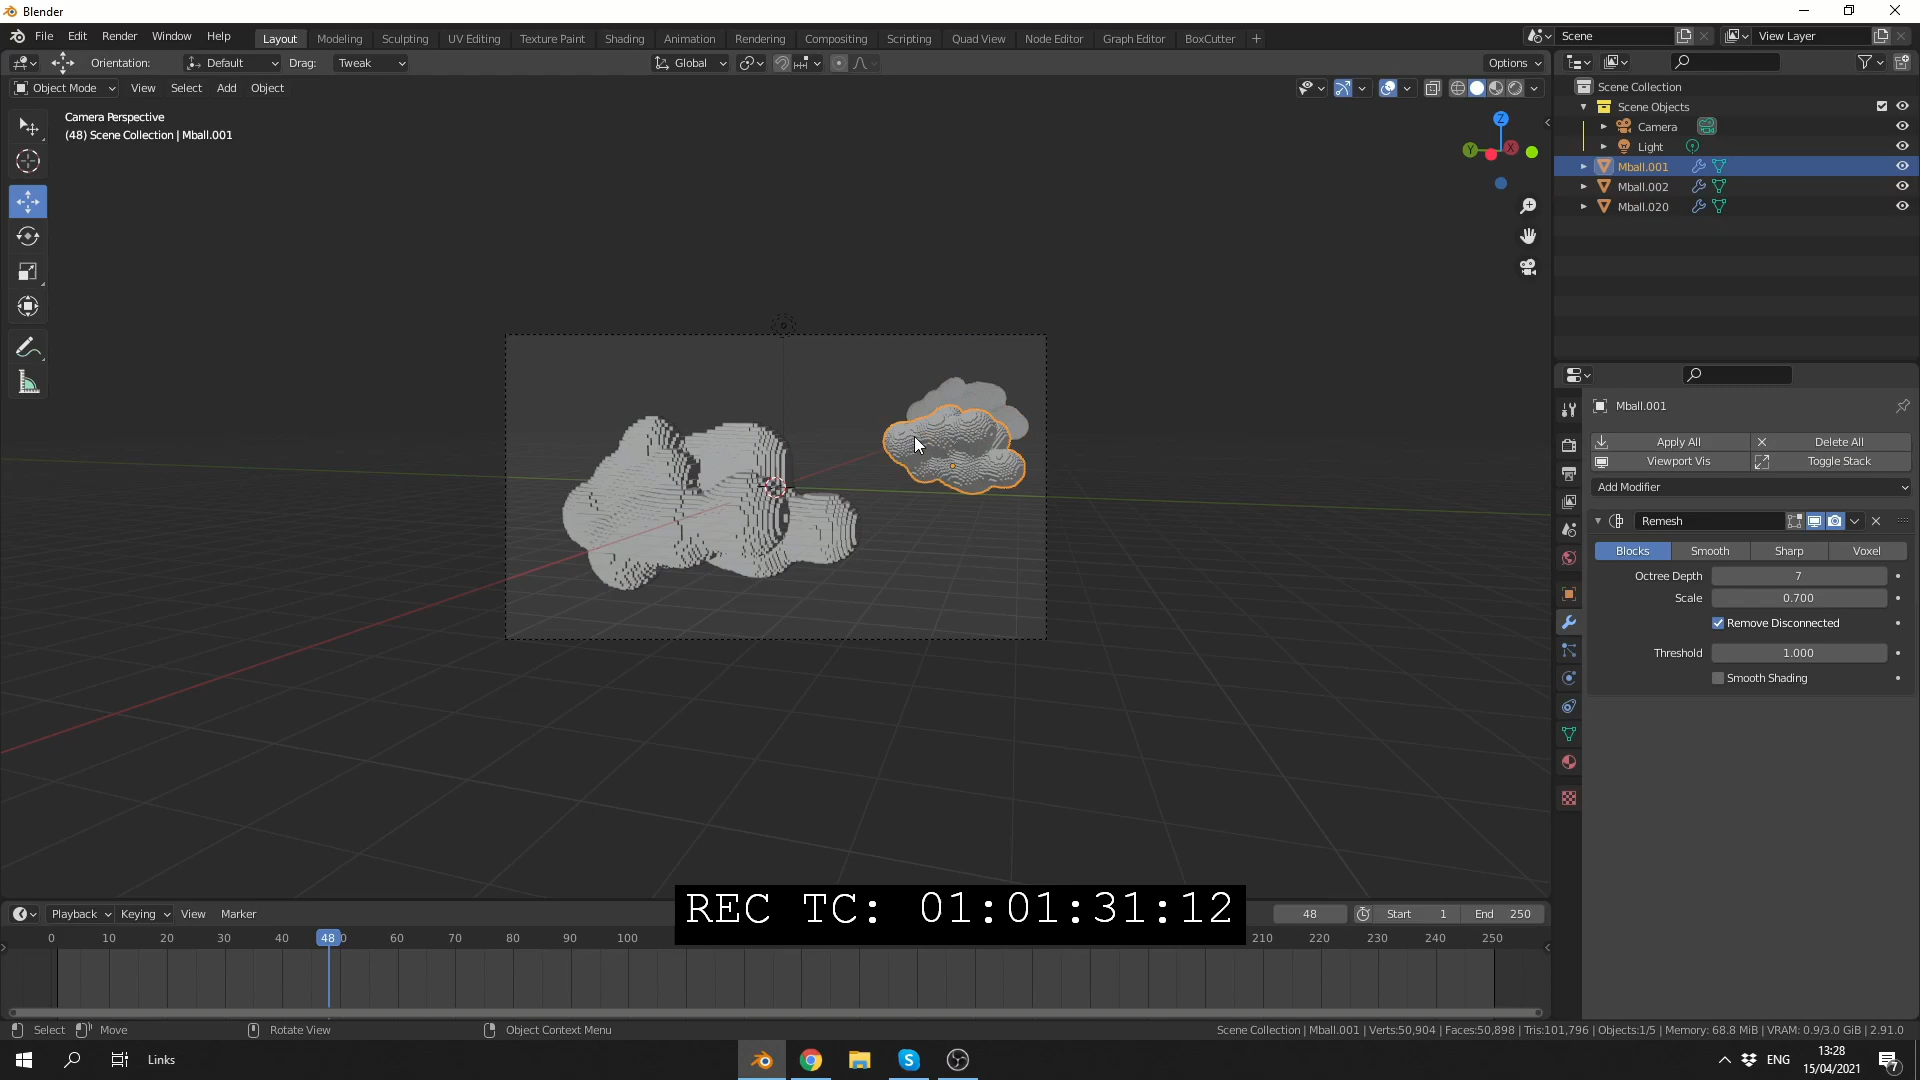 Blender
File Edit Render Window Help Layout Modeling Sculpting UV Editing Texture Paint Shading Animation Rendering Compositing Scripting Quad View Node Editor Graph Editor BoxCutter + Scene View Layer
Orientation: Default Drag: Tweak Global Options
Object Mode View Select Add Object
Camera Perspective
(48) Scene Collection | Mball.001
Z
Y X
Scene Collection
Scene Objects
Camera
Light
Mball.001
Mball.002
Mball.020
Mball.001
Apply All Delete All
Viewport Vis Toggle Stack
Add Modifier
Remesh
Blocks Smooth Sharp Voxel
Octree Depth 7
Scale 0.700
Remove Disconnected
Threshold 1.000
Smooth Shading
REC TC: 01:01:31:12
Playback Keying View Marker 48 Start 1 End 250
0 10 20 30 40 48 0 60 70 80 90 100 210 220 230 240 250
Select Move Rotate View Object Context Menu Scene Collection | Mball.001 | Verts:50,904 | Faces:50,898 | Tris:101,796 | Objects:1/5 | Memory: 68.8 MiB | VRAM: 0.9/3.0 GiB | 2.91.0
Links ENG 13:28
15/04/2021 7